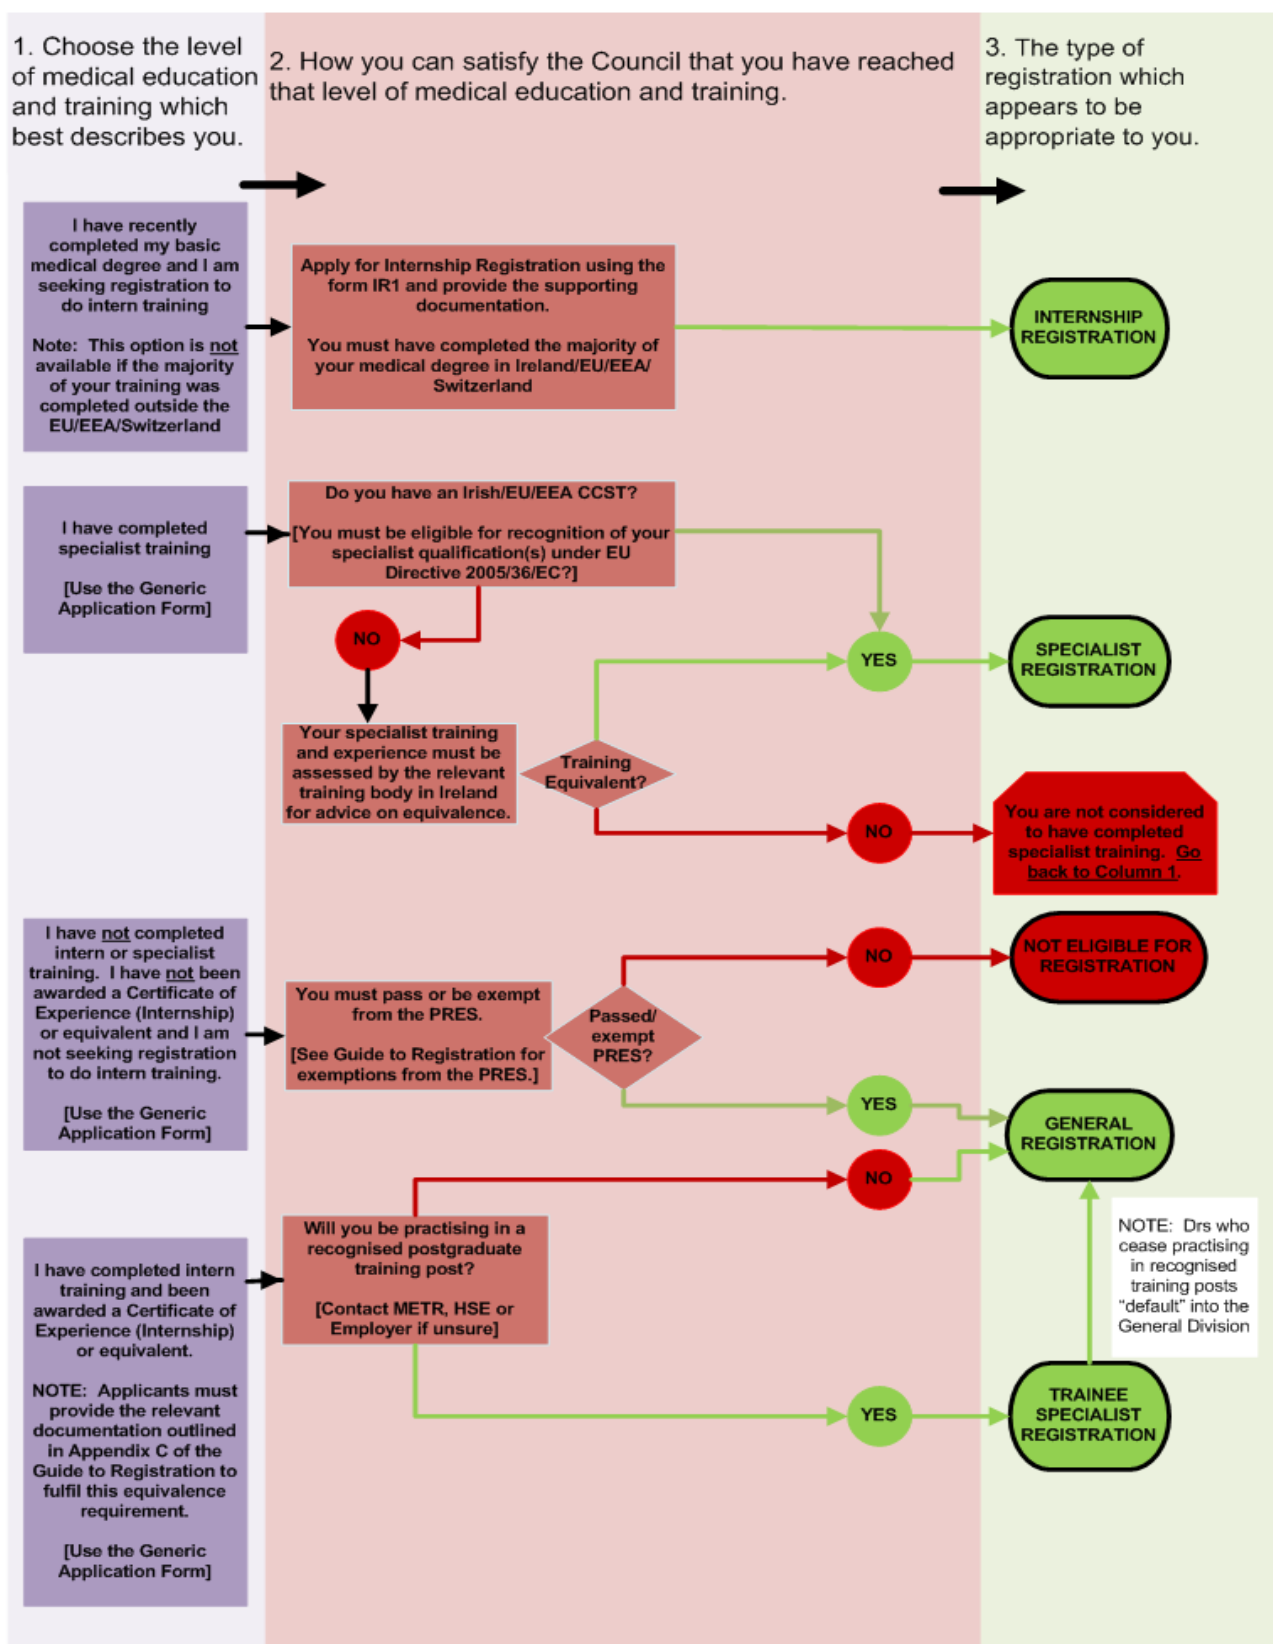 1. Choose the level
of medical education
and training which
best describes you.
2. How you can satisfy the Council that you have reached
that level of medical education and training.
3. The type of
registration which
appears to be
appropriate to you.
I have recently
completed my basic
medical degree and I am
seeking registration to
do intern training
Note: This option is not
available if the majority
of your training was
completed outside the
EU/EEA/Switzerland
Apply for Internship Registration using the
form IR1 and provide the supporting
documentation.
You must have completed the majority of
your medical degree in Ireland/EU/EEA/
Switzerland
INTERNSHIP
REGISTRATION
I have completed
specialist training
[Use the Generic
Application Form]
Do you have an Irish/EU/EEA CCST?
[You must be eligible for recognition of your
specialist qualification(s) under EU
Directive 2005/36/EC?]
NO
YES
SPECIALIST
REGISTRATION
Your specialist training
and experience must be
assessed by the relevant
training body in Ireland
for advice on equivalence.
Training
Equivalent?
NO
You are not considered
to have completed
specialist training. Go
back to Column 1.
I have not completed
intern or specialist
training. I have not been
awarded a Certificate of
Experience (Internship)
or equivalent and I am
not seeking registration
to do intern training.
[Use the Generic
Application Form]
You must pass or be exempt
from the PRES.
[See Guide to Registration for
exemptions from the PRES.]
Passed/
exempt
PRES?
NO
NOT ELIGIBLE FOR
REGISTRATION
YES
GENERAL
REGISTRATION
NO
I have completed intern
training and been
awarded a Certificate of
Experience (Internship)
or equivalent.
NOTE: Applicants must
provide the relevant
documentation outlined
in Appendix C of the
Guide to Registration to
fulfil this equivalence
requirement.
[Use the Generic
Application Form]
Will you be practising in a
recognised postgraduate
training post?
[Contact METR, HSE or
Employer if unsure]
NOTE: Drs who
cease practising
in recognised
training posts
"default" into the
General Division
YES
TRAINEE
SPECIALIST
REGISTRATION